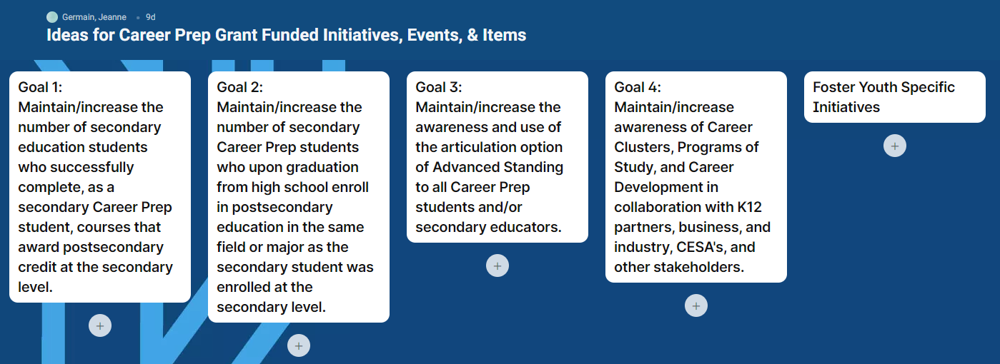 Germain, Jeanne • 9d
Ideas for Career Prep Grant Funded Initiatives, Events, & Items
Goal 1:
Maintain/increase the
number of secondary
education students
who successfully
complete, as a
secondary Career Prep
student, courses that
award postsecondary
credit at the secondary
level.
Goal 2:
Maintain/increase the
number of secondary
Career Prep students
who upon graduation
from high school enroll
in postsecondary
education in the same
field or major as the
secondary student was
enrolled at the
secondary level.
Goal 3:
Maintain/increase the
awareness and use of
the articulation option
of Advanced Standing
to all Career Prep
students and/or
secondary educators.
Goal 4:
Maintain/increase
awareness of Career
Clusters, Programs of
Study, and Career
Development in
collaboration with K12
partners, business, and
industry, CESA's, and
other stakeholders.
Foster Youth Specific
Initiatives